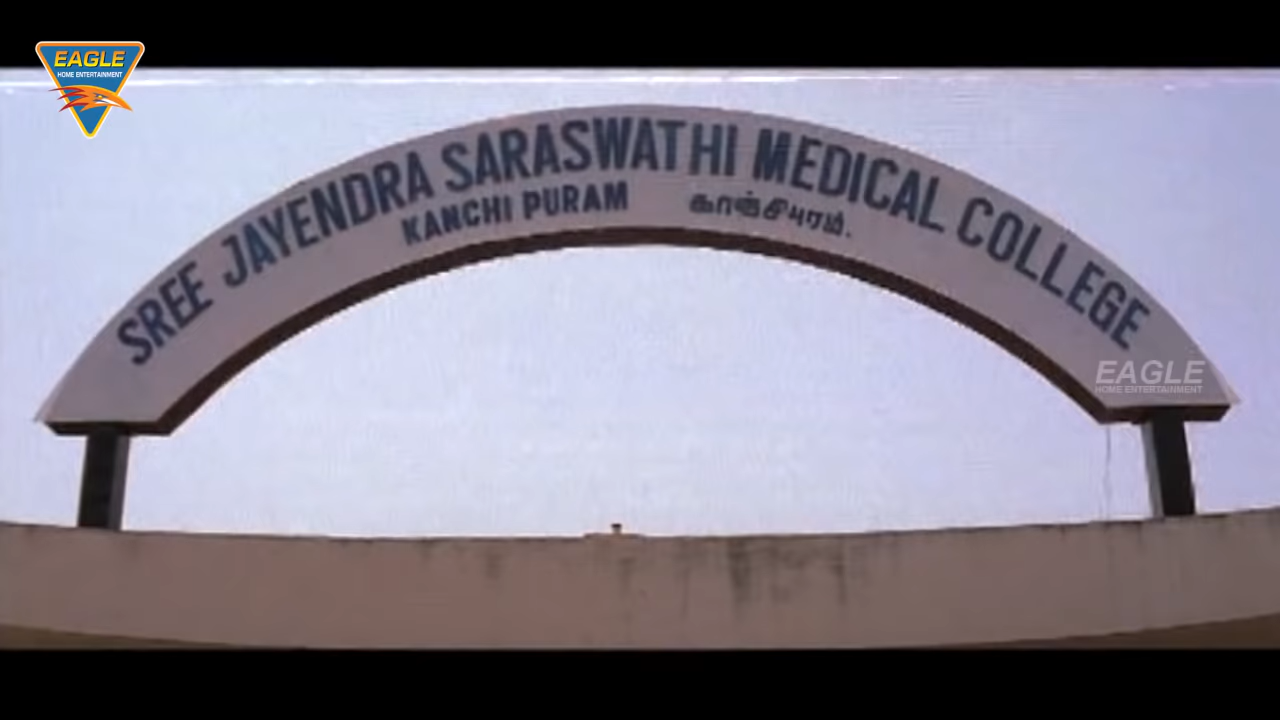 EAGLE
HOME ENTERTAINMENT
SREE JAYENDRA SARASWATHI MEDICAL COLLEGE
KANCHI PURAM காஞ்சிபுரம்.
EAGLE
HOME ENTERTAINMENT